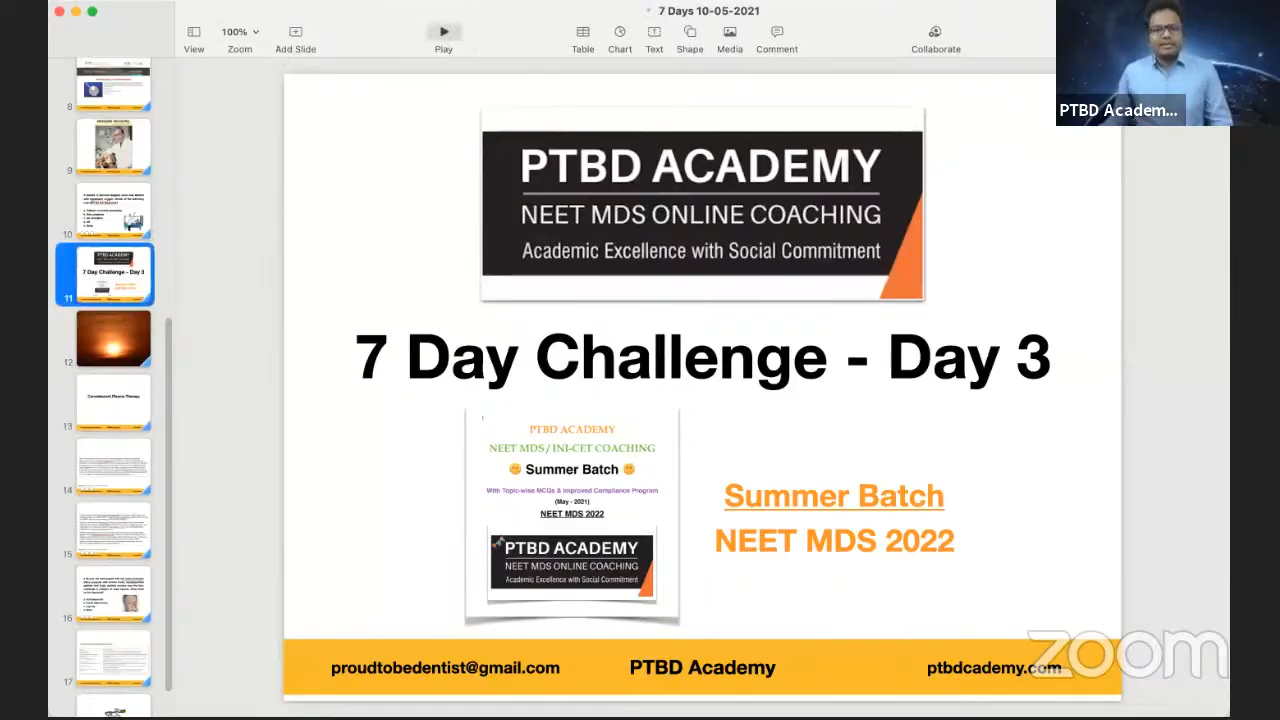 7 Days 10-05-2021
View
100%
Zoom
Add Slide
Play
Table
Chart
Text
Shape
Media
Comment
Collaborate
PTBD Academ...
8
9
10
PTBD ACADEMY
7 Day Challenge - Day 3
11
12
Convalescent Plasma Therapy
13
14
15
16
17
PTBD ACADEMY
NEET MDS ONLINE COACHING
Academic Excellence with Social Commitment
7 Day Challenge - Day 3
PTBD ACADEMY
NEET MDS / INI-CET COACHING
Summer Batch
With Topic-wise MCQs & Improved Compliance Program
(May - 2021)
NEET MDS 2022
PTBD ACADEMY
NEET MDS ONLINE COACHING
Academic Excellence with Social Commitment
Summer Batch
NEET MDS 2022
proudtobedentist@gmail.com
PTBD Academy
ptbdcademy.com
zoom